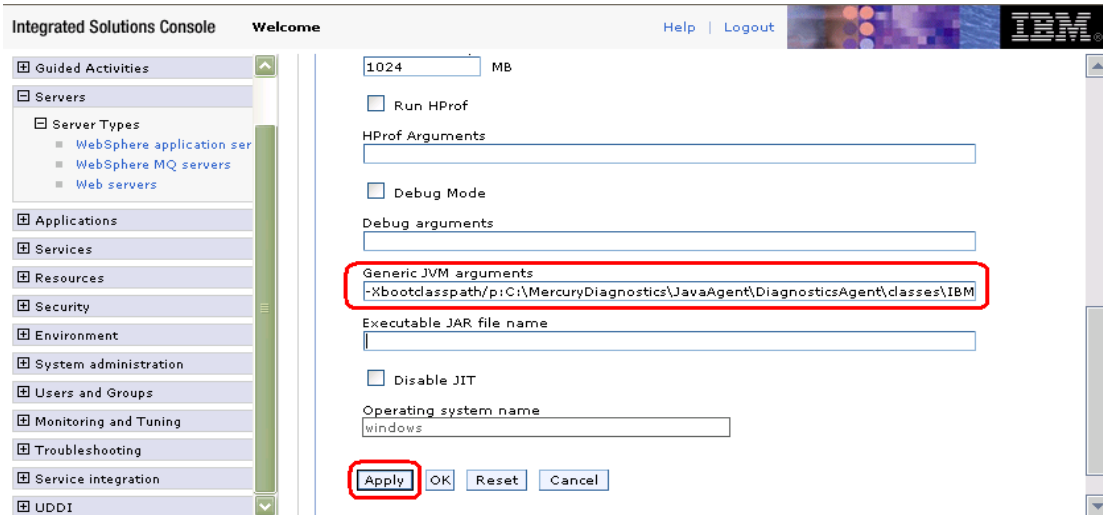 Integrated Solutions Console Welcome Help | Logout IBM®
Guided Activities
Servers
Server Types
WebSphere application ser
WebSphere MQ servers
Web servers
Applications
Services
Resources
Security
Environment
System administration
Users and Groups
Monitoring and Tuning
Troubleshooting
Service integration
UDDI
1024 MB
Run HProf
HProf Arguments
Debug Mode
Debug arguments
Generic JVM arguments
-Xbootclasspath/p:C:\MercuryDiagnostics\JavaAgent\DiagnosticsAgent\classes\IBM
Executable JAR file name
Disable JIT
Operating system name
windows
Apply OK Reset Cancel